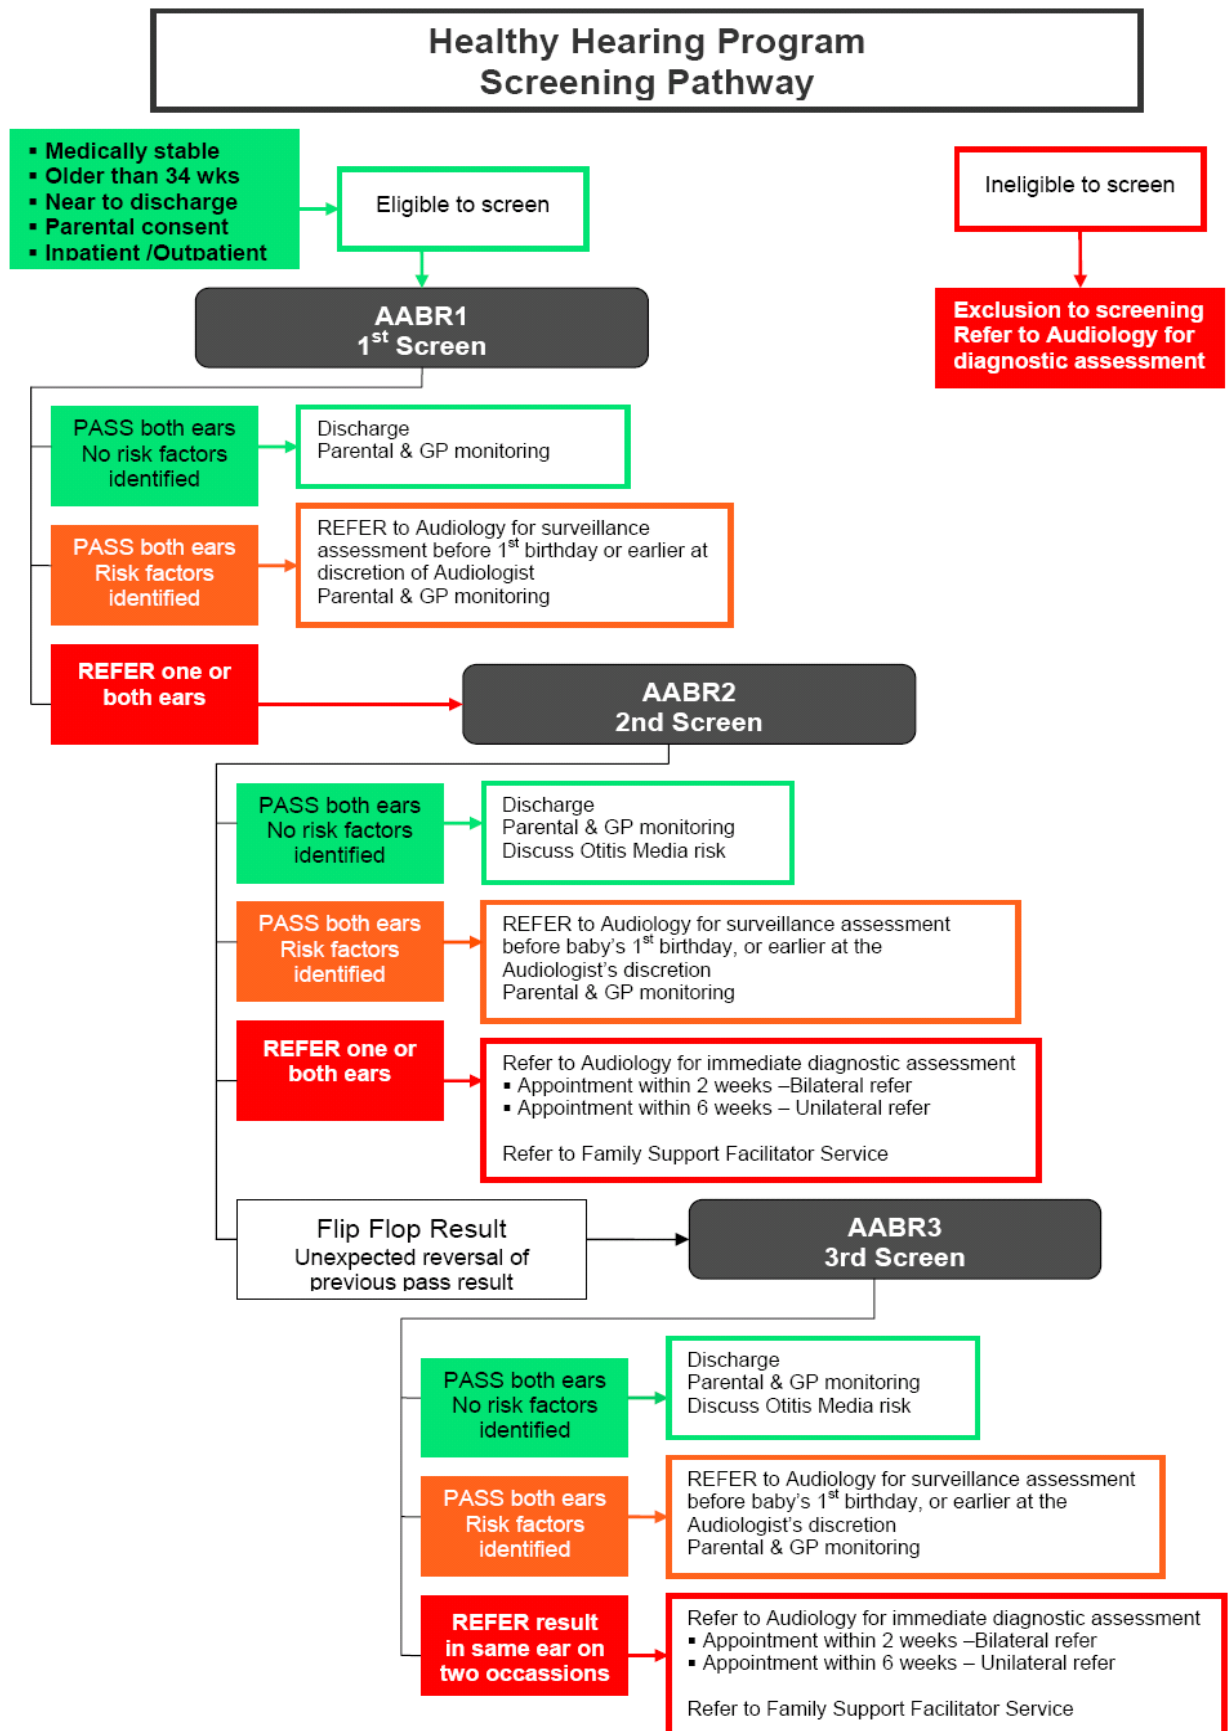 Healthy Hearing Program
Screening Pathway
▪ Medically stable
▪ Older than 34 wks
▪ Near to discharge
▪ Parental consent
▪ Inpatient /Outpatient
Eligible to screen
Ineligible to screen
Exclusion to screening
Refer to Audiology for
diagnostic assessment
AABR1
1st Screen
PASS both ears
No risk factors
identified
Discharge
Parental & GP monitoring
PASS both ears
Risk factors
identified
REFER to Audiology for surveillance
assessment before 1st birthday or earlier at
discretion of Audiologist
Parental & GP monitoring
REFER one or
both ears
AABR2
2nd Screen
PASS both ears
No risk factors
identified
Discharge
Parental & GP monitoring
Discuss Otitis Media risk
PASS both ears
Risk factors
identified
REFER to Audiology for surveillance assessment
before baby's 1st birthday, or earlier at the
Audiologist's discretion
Parental & GP monitoring
REFER one or
both ears
Refer to Audiology for immediate diagnostic assessment
▪ Appointment within 2 weeks –Bilateral refer
▪ Appointment within 6 weeks – Unilateral refer
Refer to Family Support Facilitator Service
Flip Flop Result
Unexpected reversal of
previous pass result
AABR3
3rd Screen
PASS both ears
No risk factors
identified
Discharge
Parental & GP monitoring
Discuss Otitis Media risk
PASS both ears
Risk factors
identified
REFER to Audiology for surveillance assessment
before baby's 1st birthday, or earlier at the
Audiologist's discretion
Parental & GP monitoring
REFER result
in same ear on
two occassions
Refer to Audiology for immediate diagnostic assessment
▪ Appointment within 2 weeks –Bilateral refer
▪ Appointment within 6 weeks – Unilateral refer
Refer to Family Support Facilitator Service